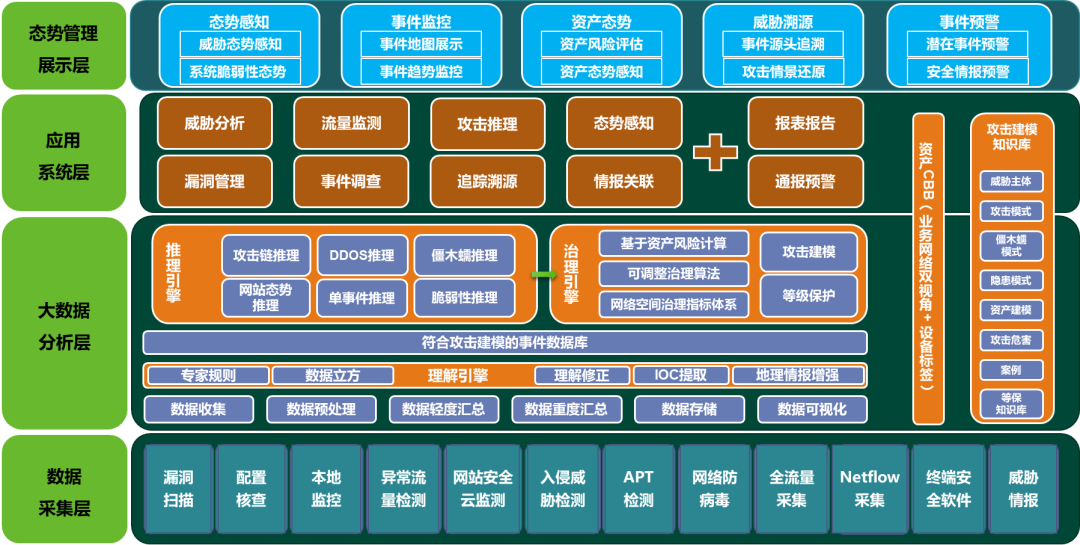 态势管理
展示层
态势感知
威胁态势感知
系统脆弱性态势
事件监控
事件地图展示
事件趋势监控
资产态势
资产风险评估
资产态势感知
威胁溯源
事件源头追溯
攻击情景还原
事件预警
潜在事件预警
安全情报预警
应用
系统层
威胁分析
流量监测
攻击推理
态势感知
报表报告
漏洞管理
事件调查
追踪溯源
情报关联
通报预警
资产CBB（业务网络双视角+设备标签）
攻击建模
知识库
威胁主体
攻击模式
僵木蠕
模式
隐患模式
资产建模
攻击危害
案例
等保
知识库
大数据
分析层
推理引擎
攻击链推理
DDOS推理
僵木蠕推理
网站态势
推理
单事件推理
脆弱性推理
治理引擎
基于资产风险计算
可调整治理算法
网络空间治理指标体系
攻击建模
等级保护
符合攻击建模的事件数据库
专家规则
数据立方
理解引擎
理解修正
IOC提取
地理情报增强
数据收集
数据预处理
数据轻度汇总
数据重度汇总
数据存储
数据可视化
数据
采集层
漏洞
扫描
配置
核查
本地
监控
异常流
量检测
网站安全
云监测
入侵威
胁检测
APT
检测
网络防
病毒
全流量
采集
Netflow
采集
终端安
全软件
威胁
情报